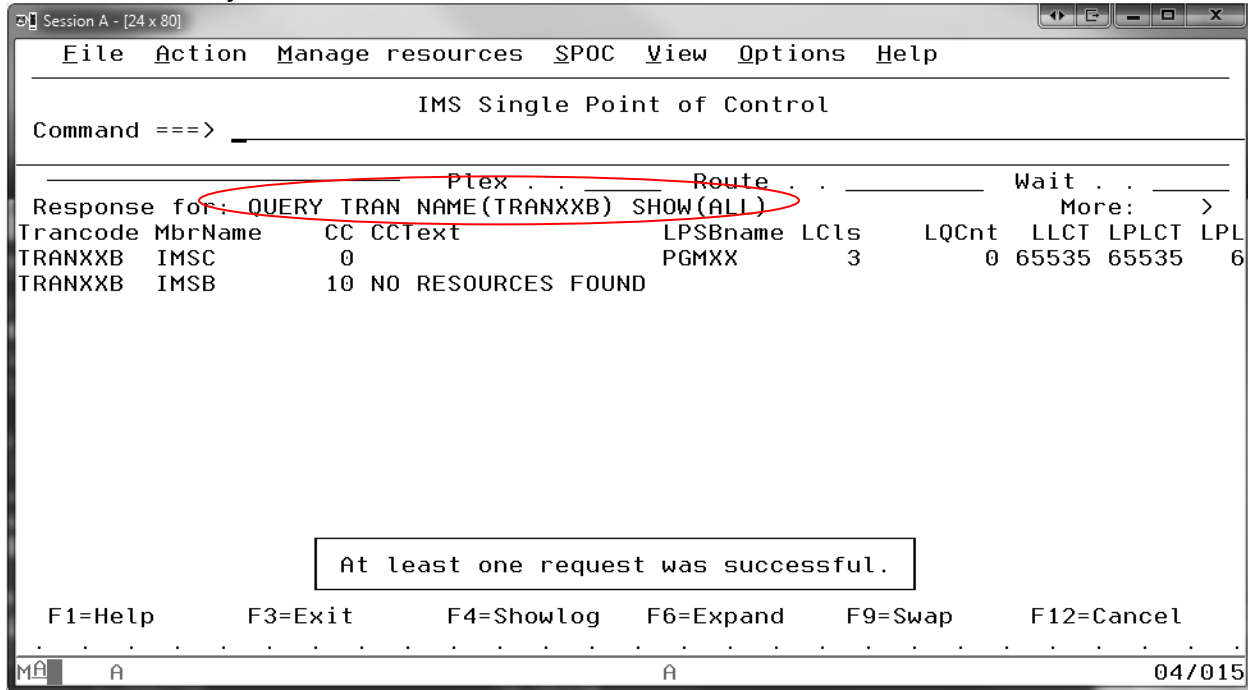 Session A - [24 x 80]
File Action Manage resources SPOC View Options Help
IMS Single Point of Control
Command ===> _
Plex . . ______ Route . . _________ Wait . . _____
Response for: QUERY TRAN NAME(TRANXXB) SHOW(ALL) More: >
Trancode MbrName CC CCText LPSBname LCls LQCnt LLCT LPLCT LPL
TRANXXB IMSC 0 PGMXX 3 0 65535 65535 6
TRANXXB IMSB 10 NO RESOURCES FOUND
At least one request was successful.
F1=Help F3=Exit F4=Showlog F6=Expand F9=Swap F12=Cancel
MA A A 04/015